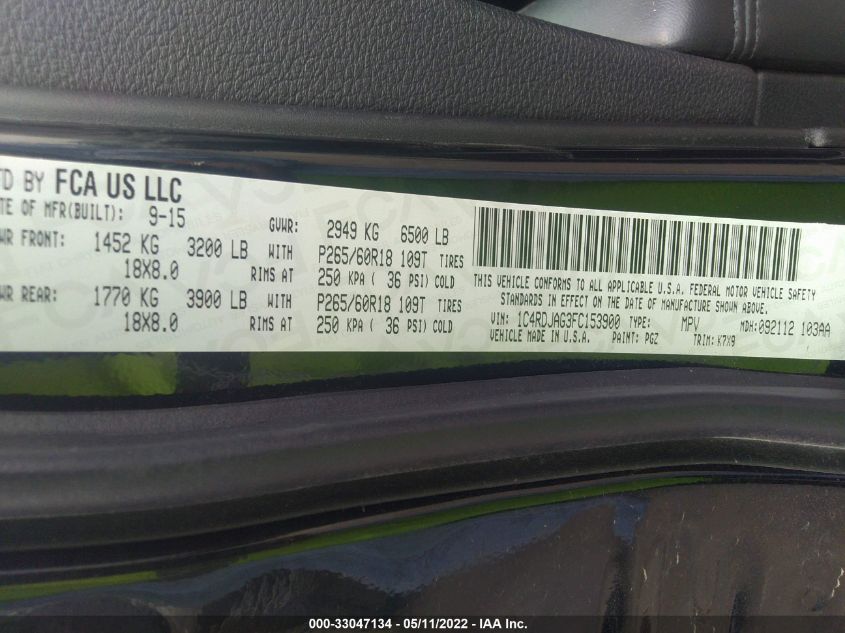 FD BY FCA US LLC
TE OF MFR(BUILT): 9-15 GVWR: 2949 KG 6500 LB
WR FRONT: 1452 KG 3200 LB WITH P265/60R18 109T TIRES
18X8.0 RIMS AT 250 KPA ( 36 PSI) COLD
WR REAR: 1770 KG 3900 LB WITH P265/60R18 109T TIRES
18X8.0 RIMS AT 250 KPA ( 36 PSI) COLD
THIS VEHICLE CONFORMS TO ALL APPLICABLE U.S.A. FEDERAL MOTOR VEHICLE SAFETY
STANDARDS IN EFFECT ON THE DATE OF MANUFACTURE SHOWN ABOVE.
VIN: 1C4RDJAG3FC153900 TYPE: MPV MDH:092112 103AA
VEHICLE MADE IN U.S.A. PAINT: PGZ TRIM: K7X9
000-33047134 - 05/11/2022 - IAA Inc.